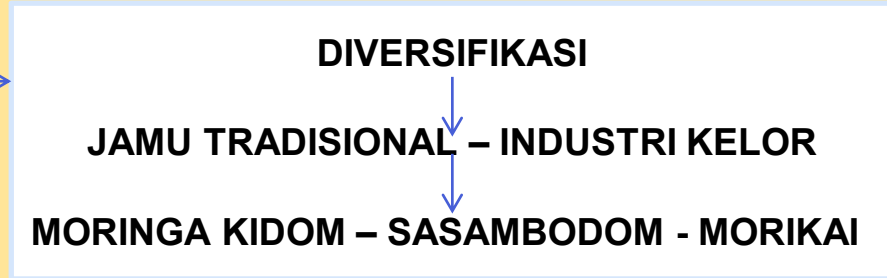 DIVERSIFIKASI
JAMU TRADISIONAL – INDUSTRI KELOR
MORINGA KIDOM – SASAMBODOM - MORIKAI